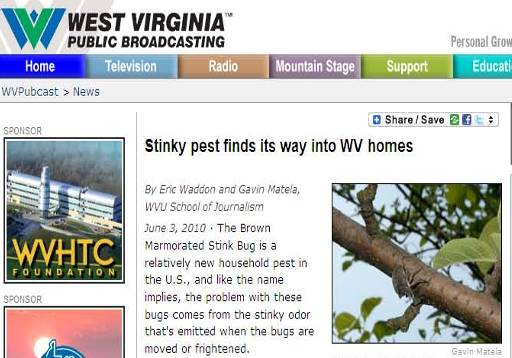 WEST VIRGINIA™
PUBLIC BROADCASTING
Personal Grow
Home Television Radio Mountain Stage Support Educati
WVPubcast > News
Share / Save
SPONSOR
WVHTC
FOUNDATION
SPONSOR
Stinky pest finds its way into WV homes
By Eric Waddon and Gavin Matela,
WVU School of Journalism
June 3, 2010 · The Brown
Marmorated Stink Bug is a
relatively new household pest in
the U.S., and like the name
implies, the problem with these
bugs comes from the stinky odor
that's emitted when the bugs are
moved or frightened.
Gavin Matela